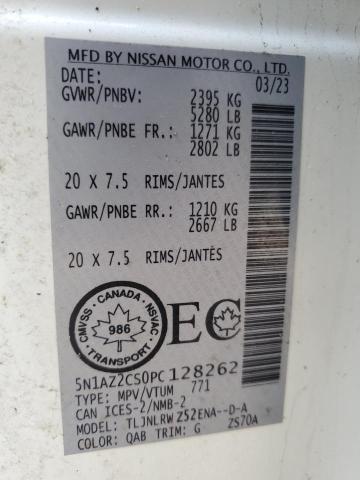 MFD BY NISSAN MOTOR CO., LTD.
DATE: 03/23
GVWR/PNBV: 2395 KG
5280 LB
GAWR/PNBE FR.: 1271 KG
2802 LB
20 X 7.5 RIMS/JANTES
GAWR/PNBE RR.: 1210 KG
2667 LB
20 X 7.5 RIMS/JANTES
CMVSS. CANADA. NSVAC
986
TRANSPORT
EC
5N1AZ2CS0PC128262
TYPE: MPV/VTUM 771
CAN ICES-2/NMB-2
MODEL: TLJNLRW Z52ENA--D-A
COLOR: QAB TRIM: G ZS70A